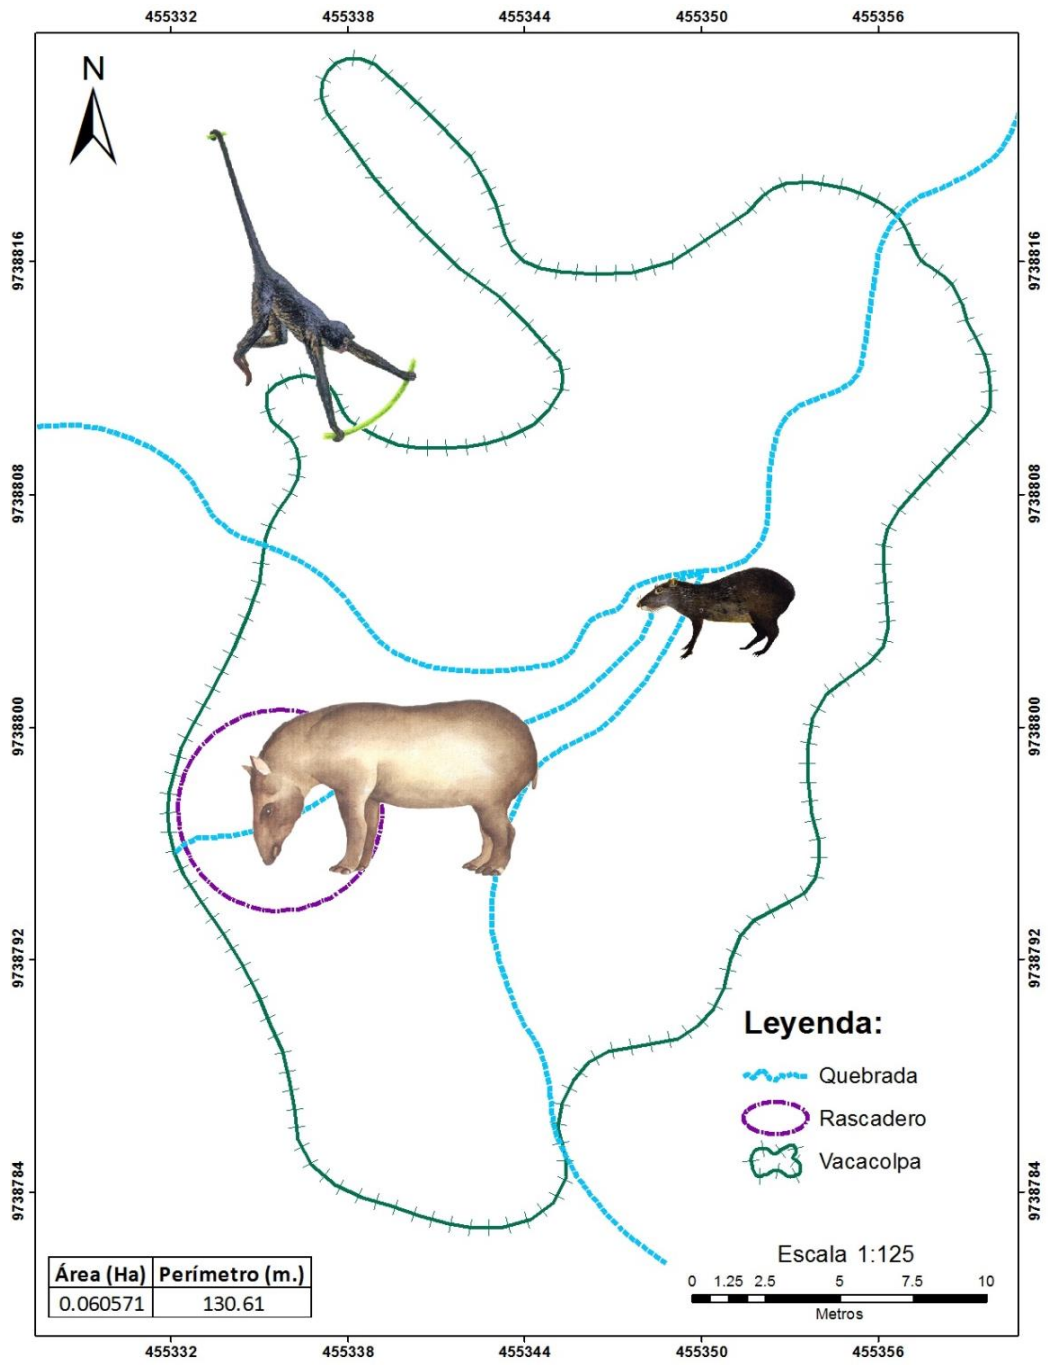 455332 455338 455344 455350 455356
N
9738816 9738816
9738808 9738808
9738800 9738800
9738792 9738792
Leyenda:
Quebrada
Rascadero
Vacacolpa
9738784 9738784
Escala 1:125
Área (Ha) Perímetro (m.)
0.060571 130.61
0 1.25 2.5 5 7.5 10
Metros
455332 455338 455344 455350 455356